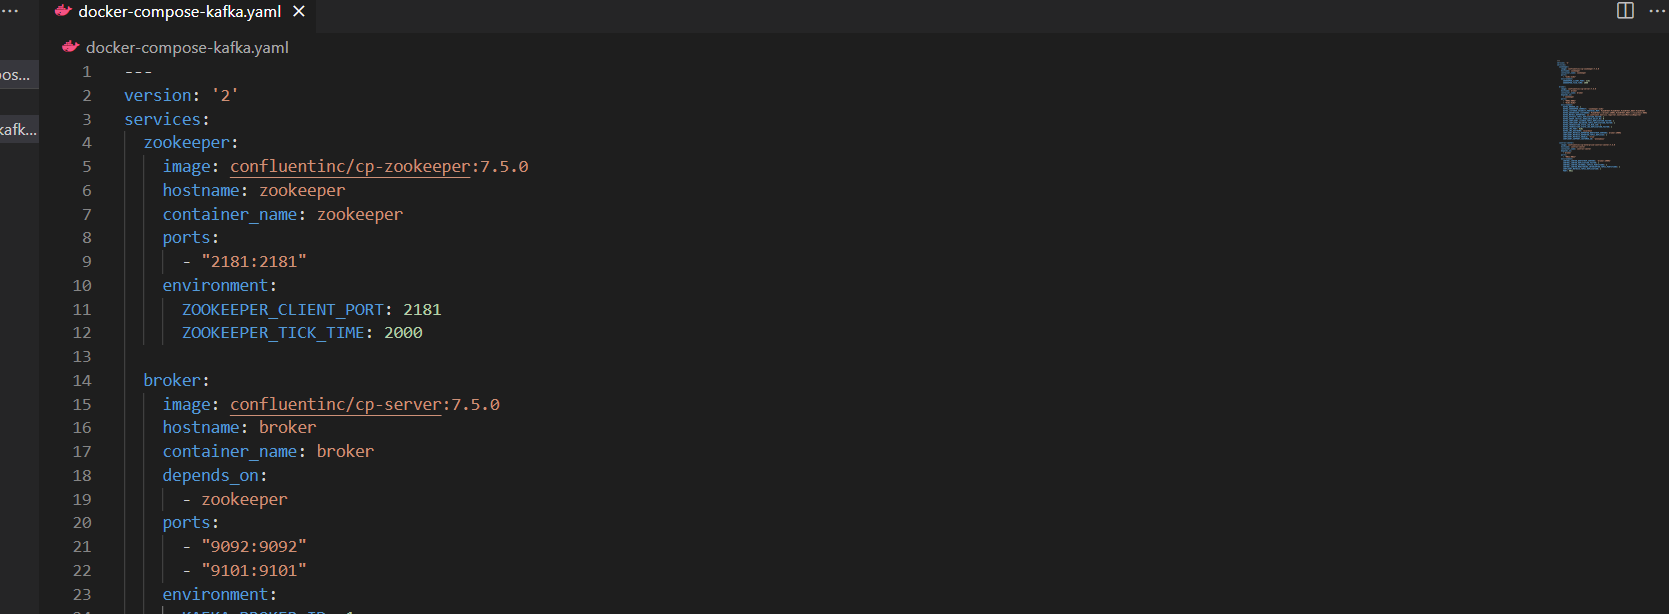 ...
docker-compose-kafka.yaml
docker-compose-kafka.yaml
pos...
kafk...
1 ---
2 version: '2'
3 services:
4   zookeeper:
5     image: confluentinc/cp-zookeeper:7.5.0
6     hostname: zookeeper
7     container_name: zookeeper
8     ports:
9       - "2181:2181"
10     environment:
11       ZOOKEEPER_CLIENT_PORT: 2181
12       ZOOKEEPER_TICK_TIME: 2000
13
14   broker:
15     image: confluentinc/cp-server:7.5.0
16     hostname: broker
17     container_name: broker
18     depends_on:
19       - zookeeper
20     ports:
21       - "9092:9092"
22       - "9101:9101"
23     environment: